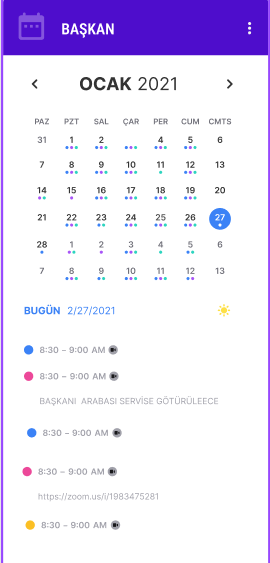 BAŞKAN
OCAK 2021
PAZ PZT SAL ÇAR PER CUM CMTS
31 1 2 3 4 5 6
7 8 9 10 11 12 13
14 15 16 17 18 19 20
21 22 23 24 25 26 27
28 1 2 3 4 5 6
7 8 9 10 11 12 13
BUGÜN 2/27/2021
8:30 – 9:00 AM
8:30 – 9:00 AM
BAŞKANI ARABASI SERVİSE GÖTÜRÜLEECE
8:30 – 9:00 AM
8:30 – 9:00 AM
https://zoom.us/i/1983475281
8:30 – 9:00 AM